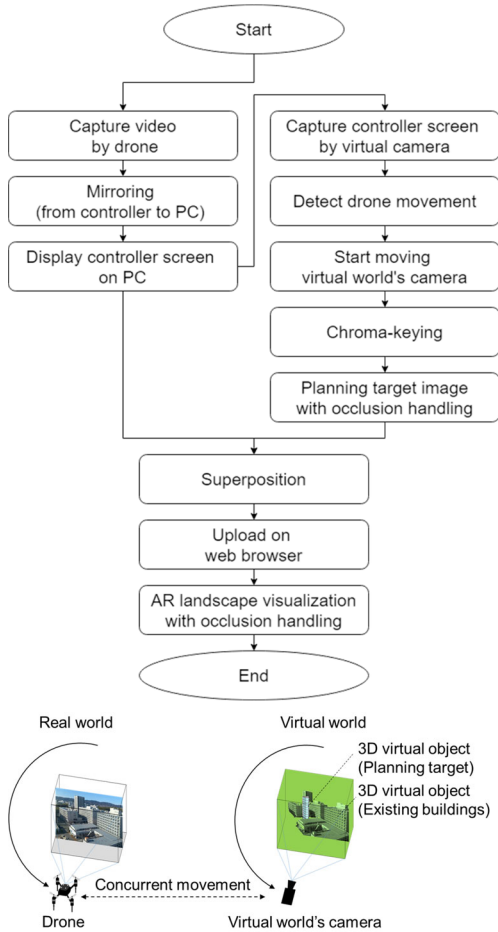 Start
Capture video
by drone
Mirroring
(from controller to PC)
Display controller screen
on PC
Capture controller screen
by virtual camera
Detect drone movement
Start moving
virtual world's camera
Chroma-keying
Planning target image
with occlusion handling
Superposition
Upload on
web browser
AR landscape visualization
with occlusion handling
End
Real world
Virtual world
3D virtual object
(Planning target)
3D virtual object
(Existing buildings)
Concurrent movement
Drone
Virtual world's camera